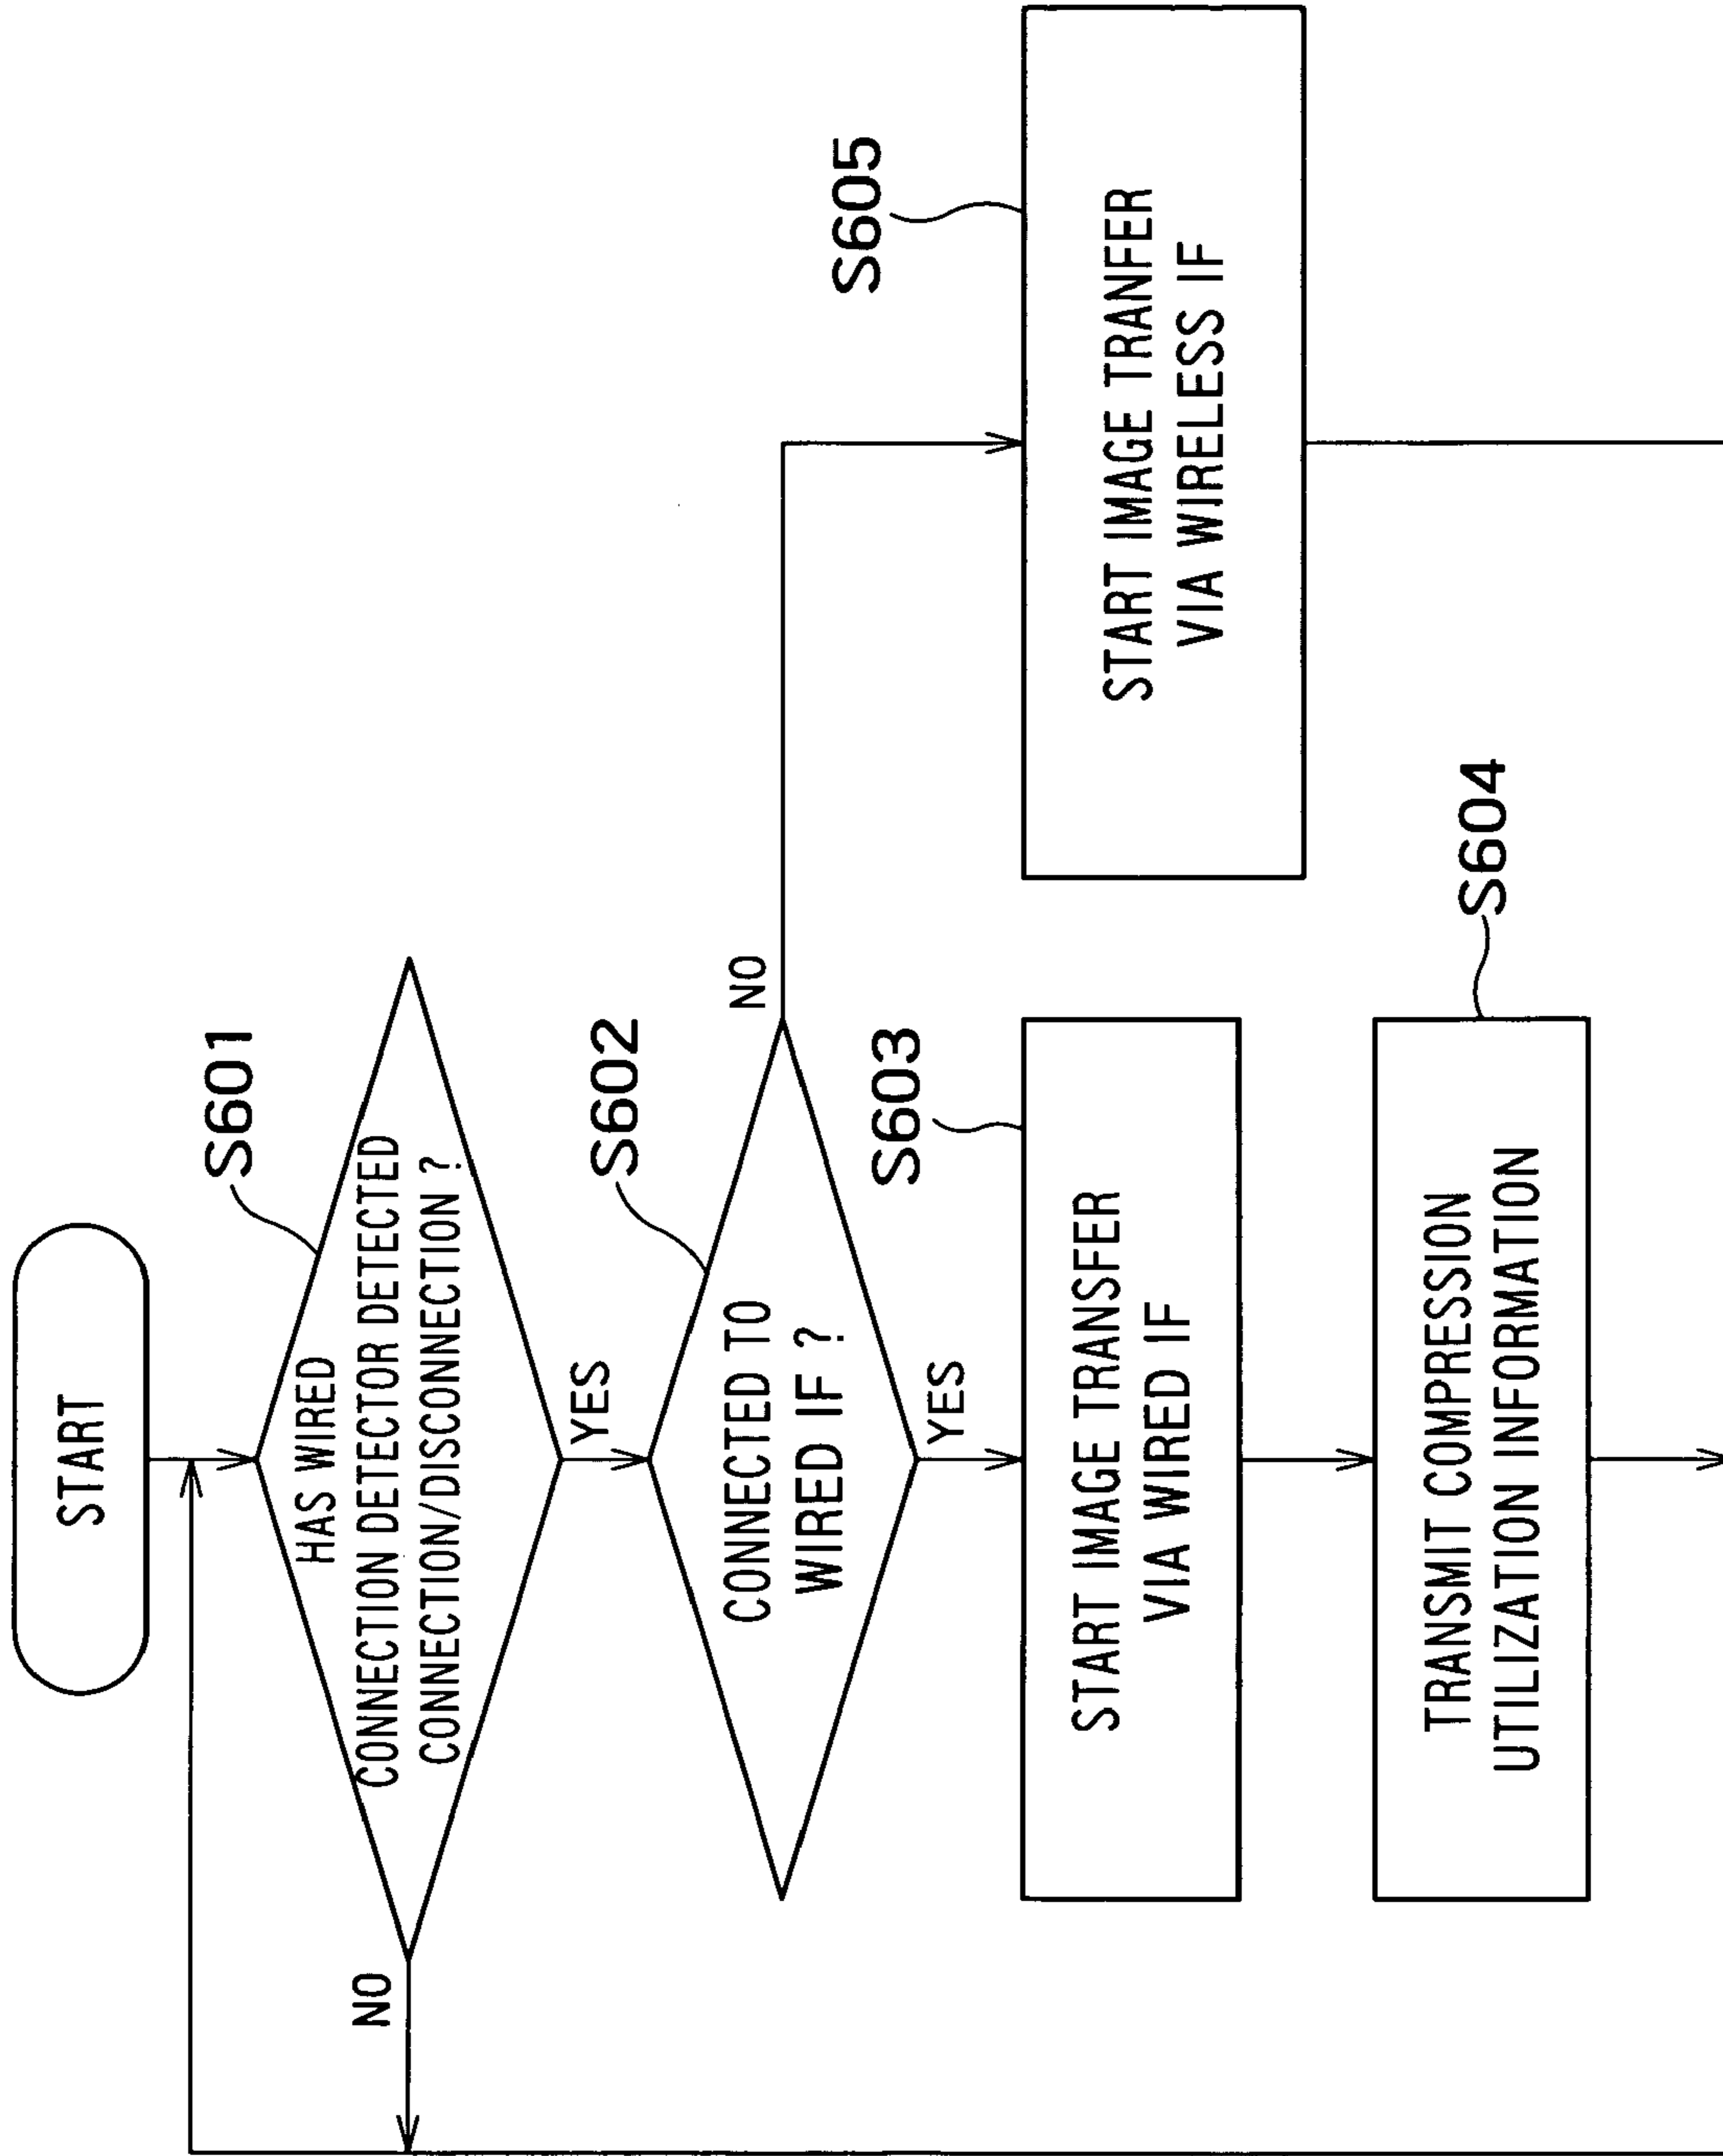 START
S601
HAS WIRED
CONNECTION DETECTOR DETECTED
CONNECTION/DISCONNECTION ?
NO
YES
S602
CONNECTED TO
WIRED IF ?
NO
YES
S603
START IMAGE TRANSFER
VIA WIRED IF
S605
START IMAGE TRANFER
VIA WIRELESS IF
S604
TRANSMIT COMPRESSION
UTILIZATION INFORMATION